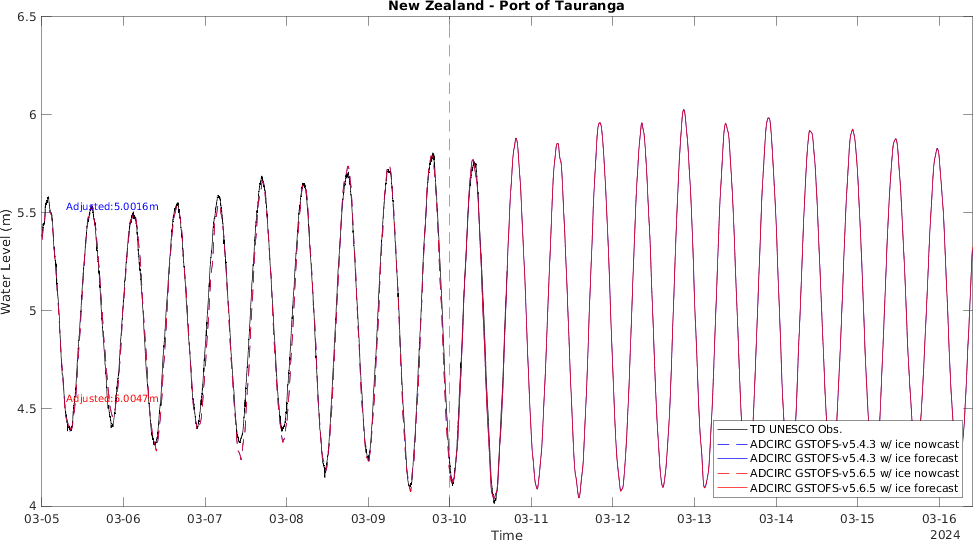 New Zealand - Port of Tauranga
Water Level (m)
6.5
6
5.5
5
4.5
4
Adjusted:5.0016m
Adjusted:5.0047m
TD UNESCO Obs.
ADCIRC GSTOFS-v5.4.3 w/ ice nowcast
ADCIRC GSTOFS-v5.4.3 w/ ice forecast
ADCIRC GSTOFS-v5.6.5 w/ ice nowcast
ADCIRC GSTOFS-v5.6.5 w/ ice forecast
03-05 03-06 03-07 03-08 03-09 03-10 03-11 03-12 03-13 03-14 03-15 03-16
Time
2024